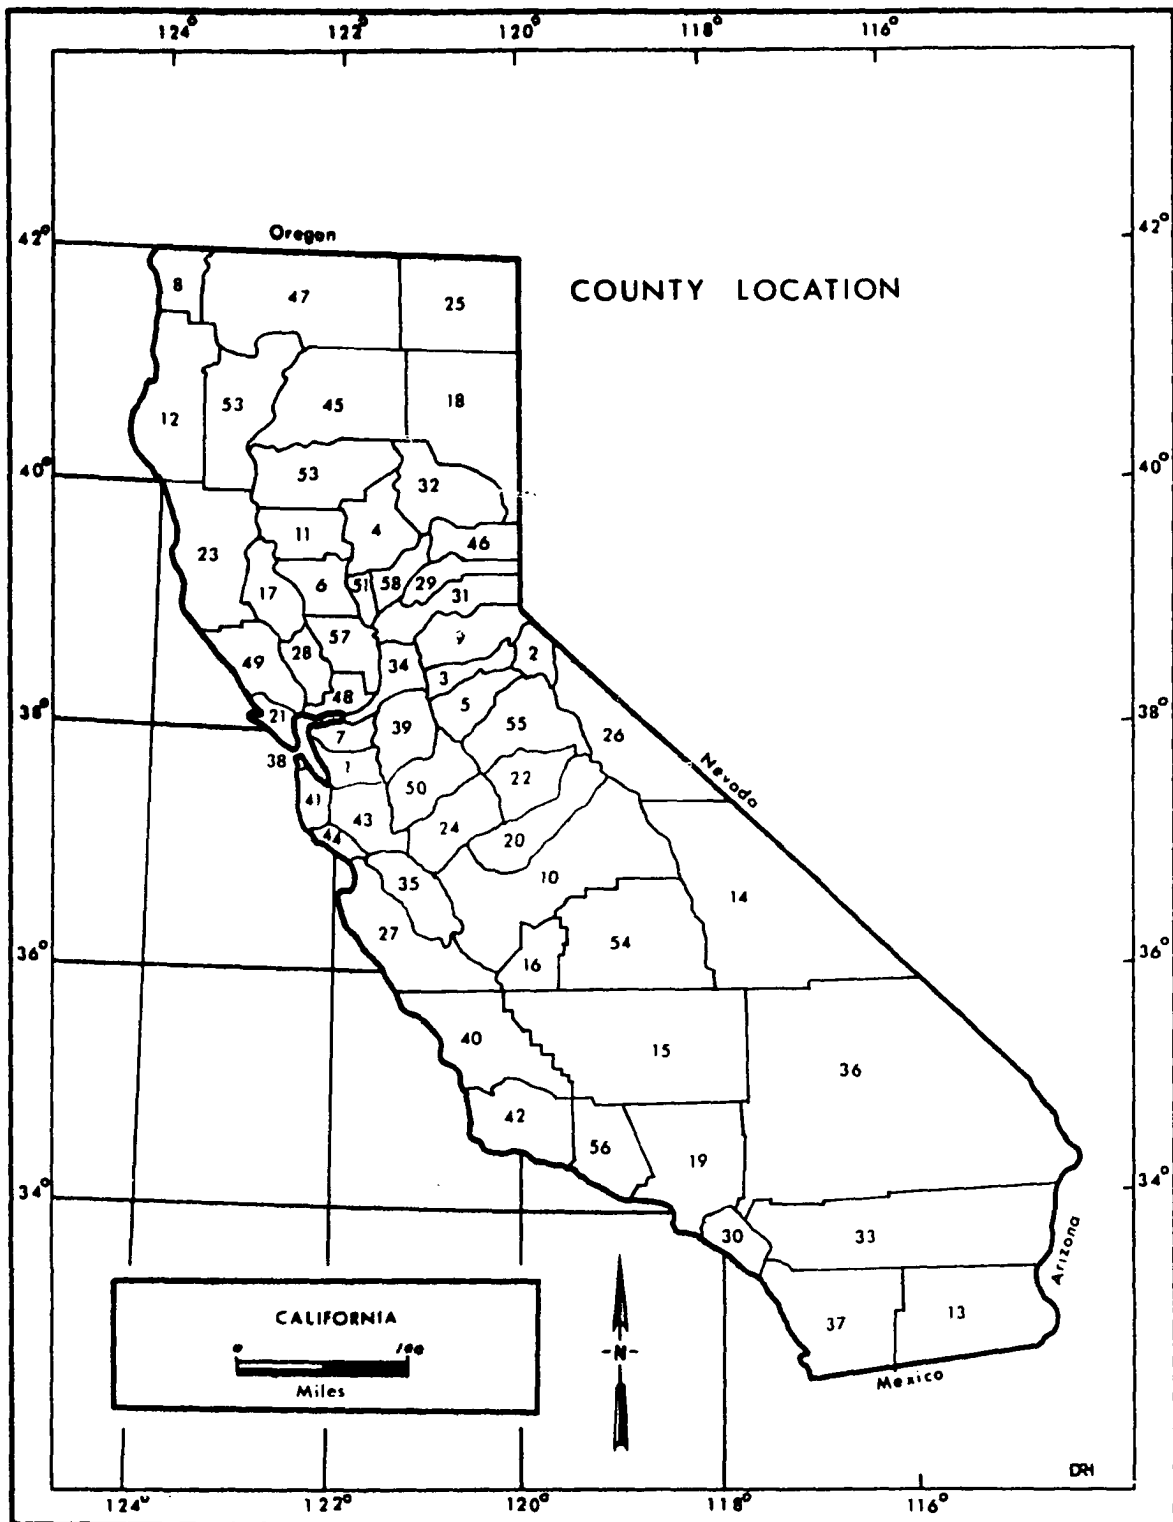 124° 122° 120° 118° 116°
42° Oregon 42°
COUNTY LOCATION
8 47 25
12 53 45 18
40° 53 32 40°
11 4 46
23 17 6 51 58 29 31
57 9
49 28 34 2
3
48 5
38° 21 39 55 26 38°
7
38 1 Nevada
41 43 50 22
44 24 20
35 10
14
27 54
36° 16 36°
40 15 36
42 56 19
34° 34°
30 33 Arizona
CALIFORNIA
0 100
Miles
-N-
37 13
Mexico
DRH
124° 122° 120° 118° 116°